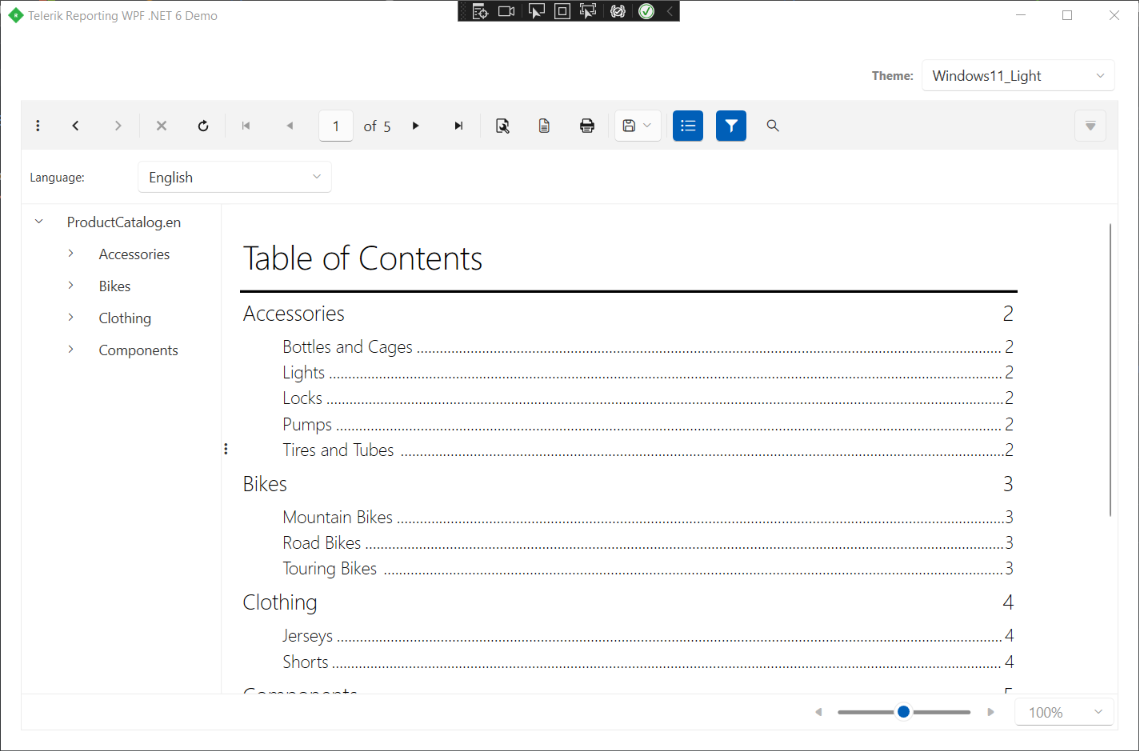 Telerik Reporting WPF .NET 6 Demo
Theme: Windows11_Light
1 of 5
Language: English
ProductCatalog.en
Accessories
Bikes
Clothing
Components
Table of Contents
Accessories 2
Bottles and Cages 2
Lights 2
Locks 2
Pumps 2
Tires and Tubes 2
Bikes 3
Mountain Bikes 3
Road Bikes 3
Touring Bikes 3
Clothing 4
Jerseys 4
Shorts 4
Components 5
100%